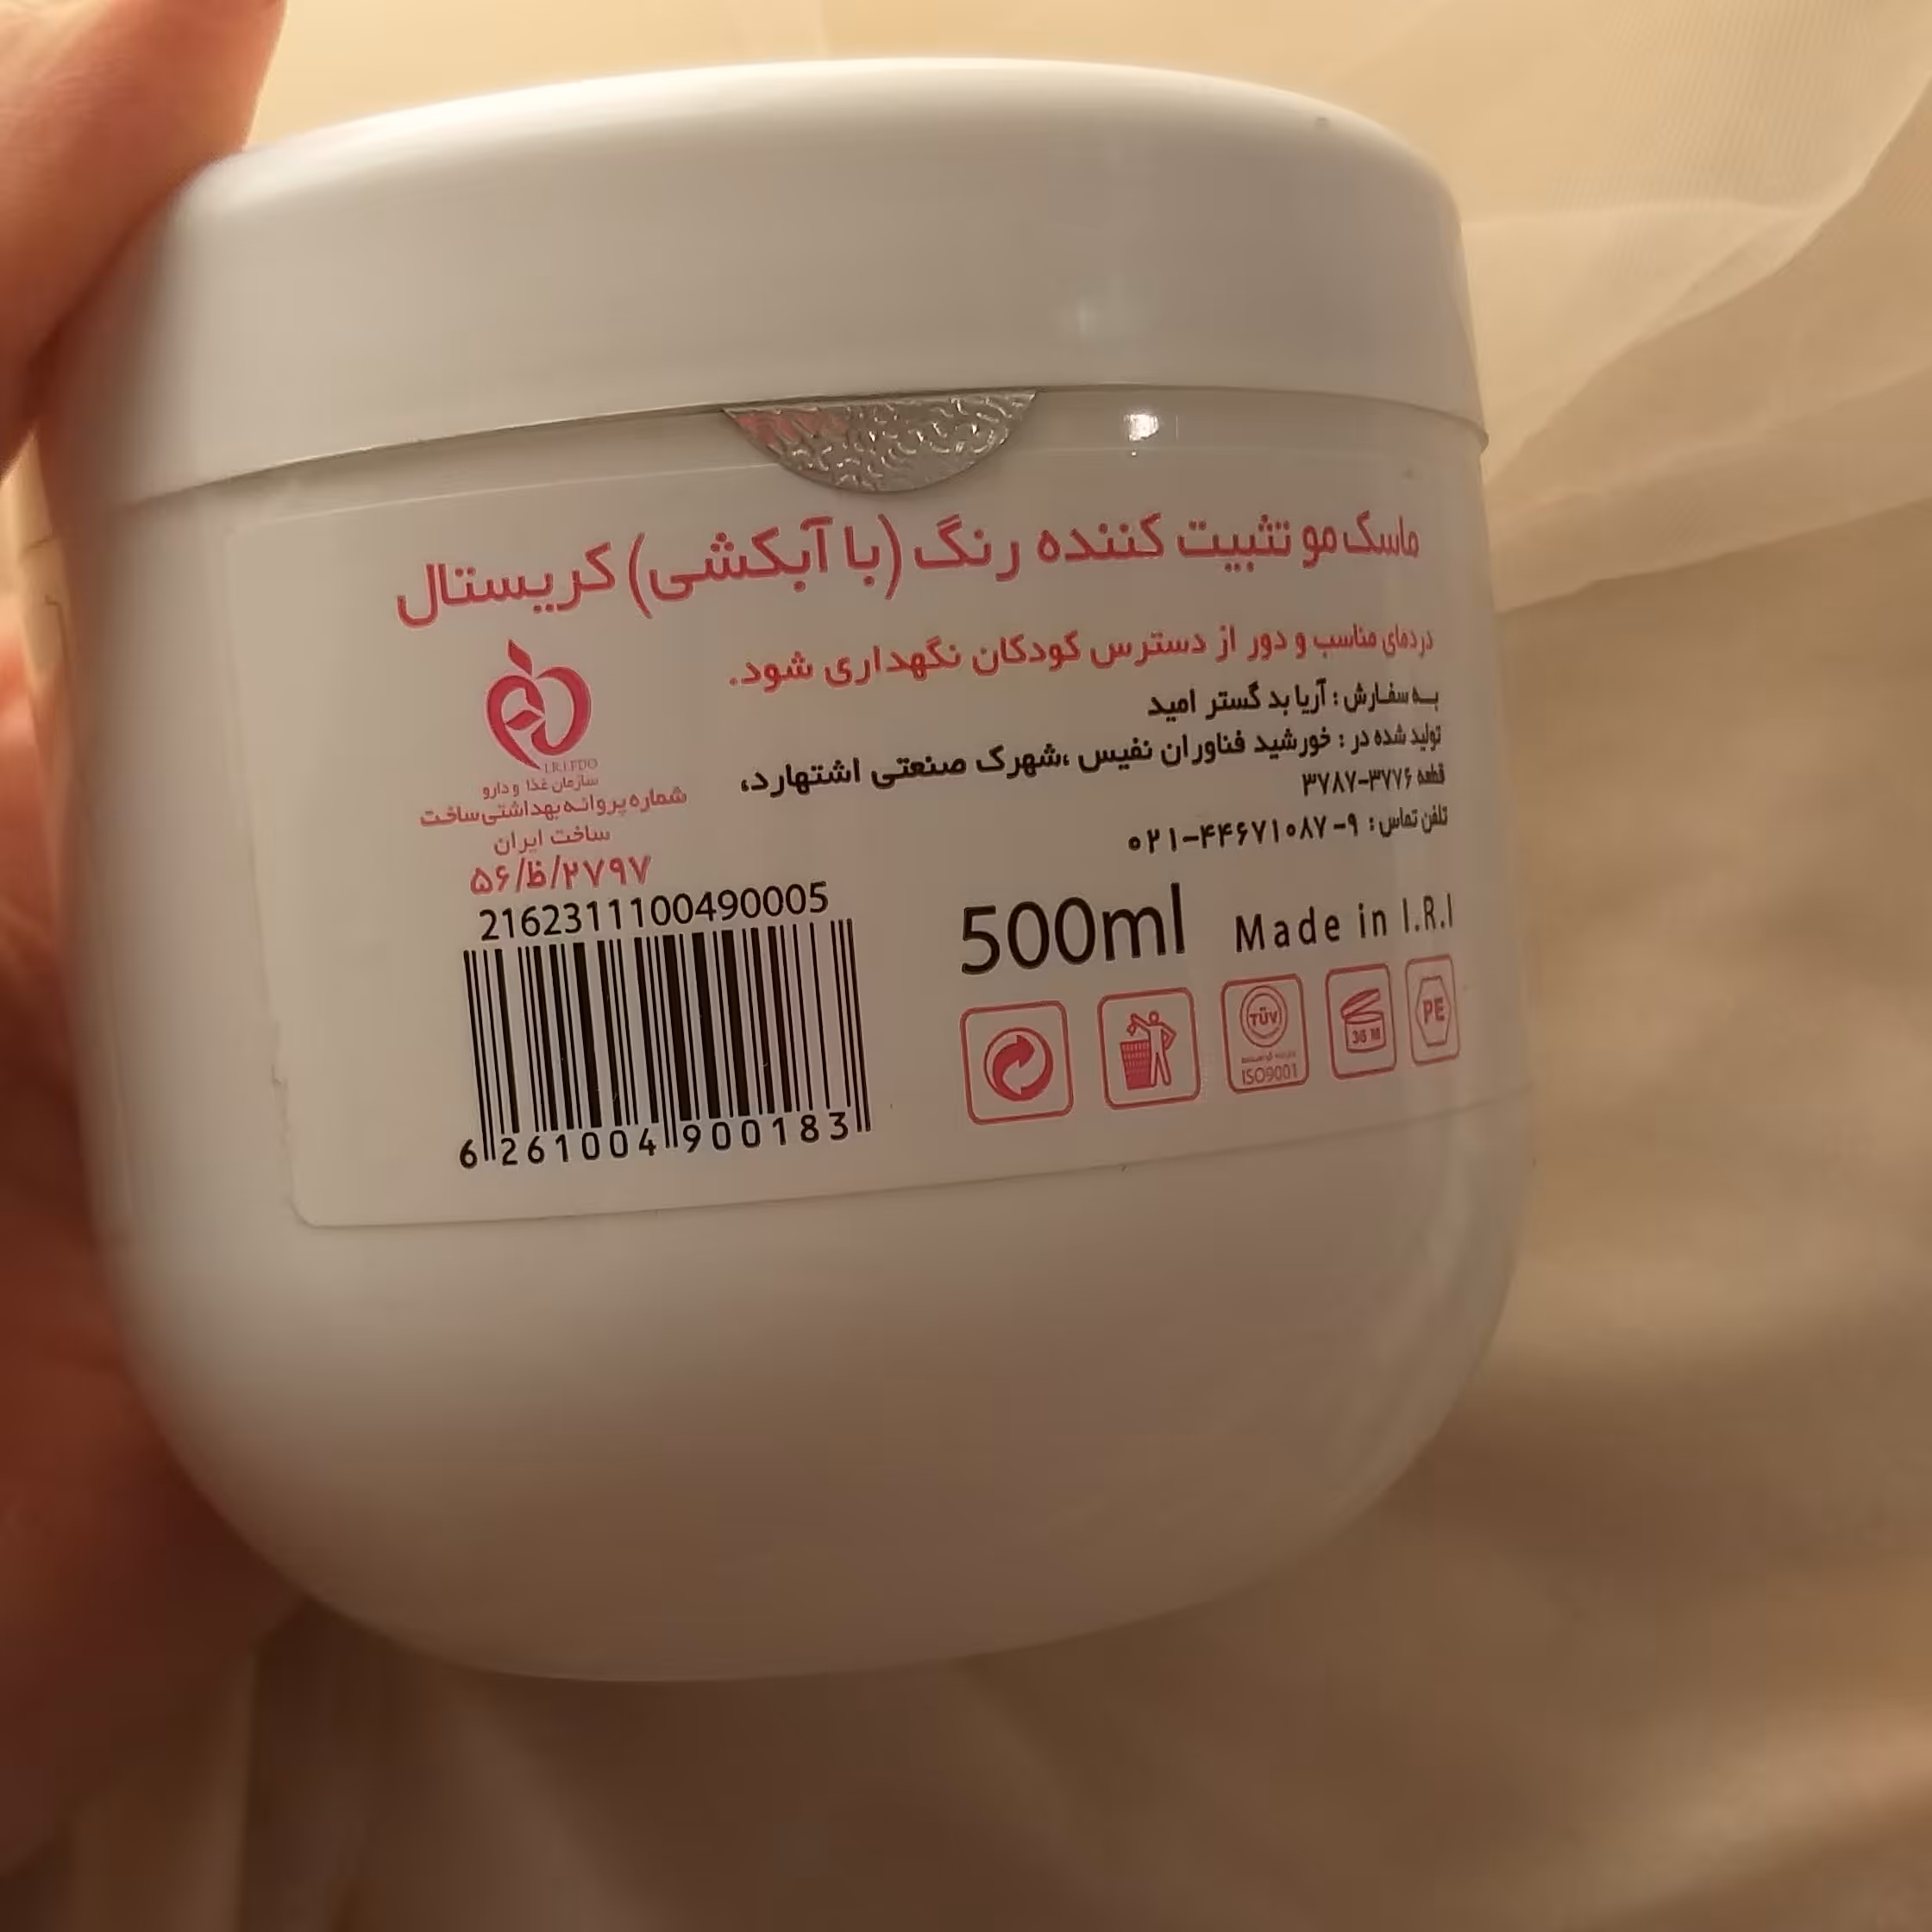 ماسک مو تثبیت کننده رنگ (با آبکشی) کریستال
در دمای مناسب و دور از دسترس کودکان نگهداری شود.
به سفارش : آریا بد گستر امید
تولید شده در : خورشید فناوران نفیس ،شهرک صنعتی اشتهارد،
قطعه ۳۷۷۶-۳۷۸۷
تلفن تماس : ۹-۰۲۱-۴۴۶۷۱۰۸۷
I.R.I.FDO
سازمان غذا و دارو
شماره پروانه بهداشتی ساخت
ساخت ایران
۵۶/ظ/۲۷۹۷
2162311100490005
6 261004 900183
500ml Made in I.R.I
TÜV
ISO9001
36 M
PE